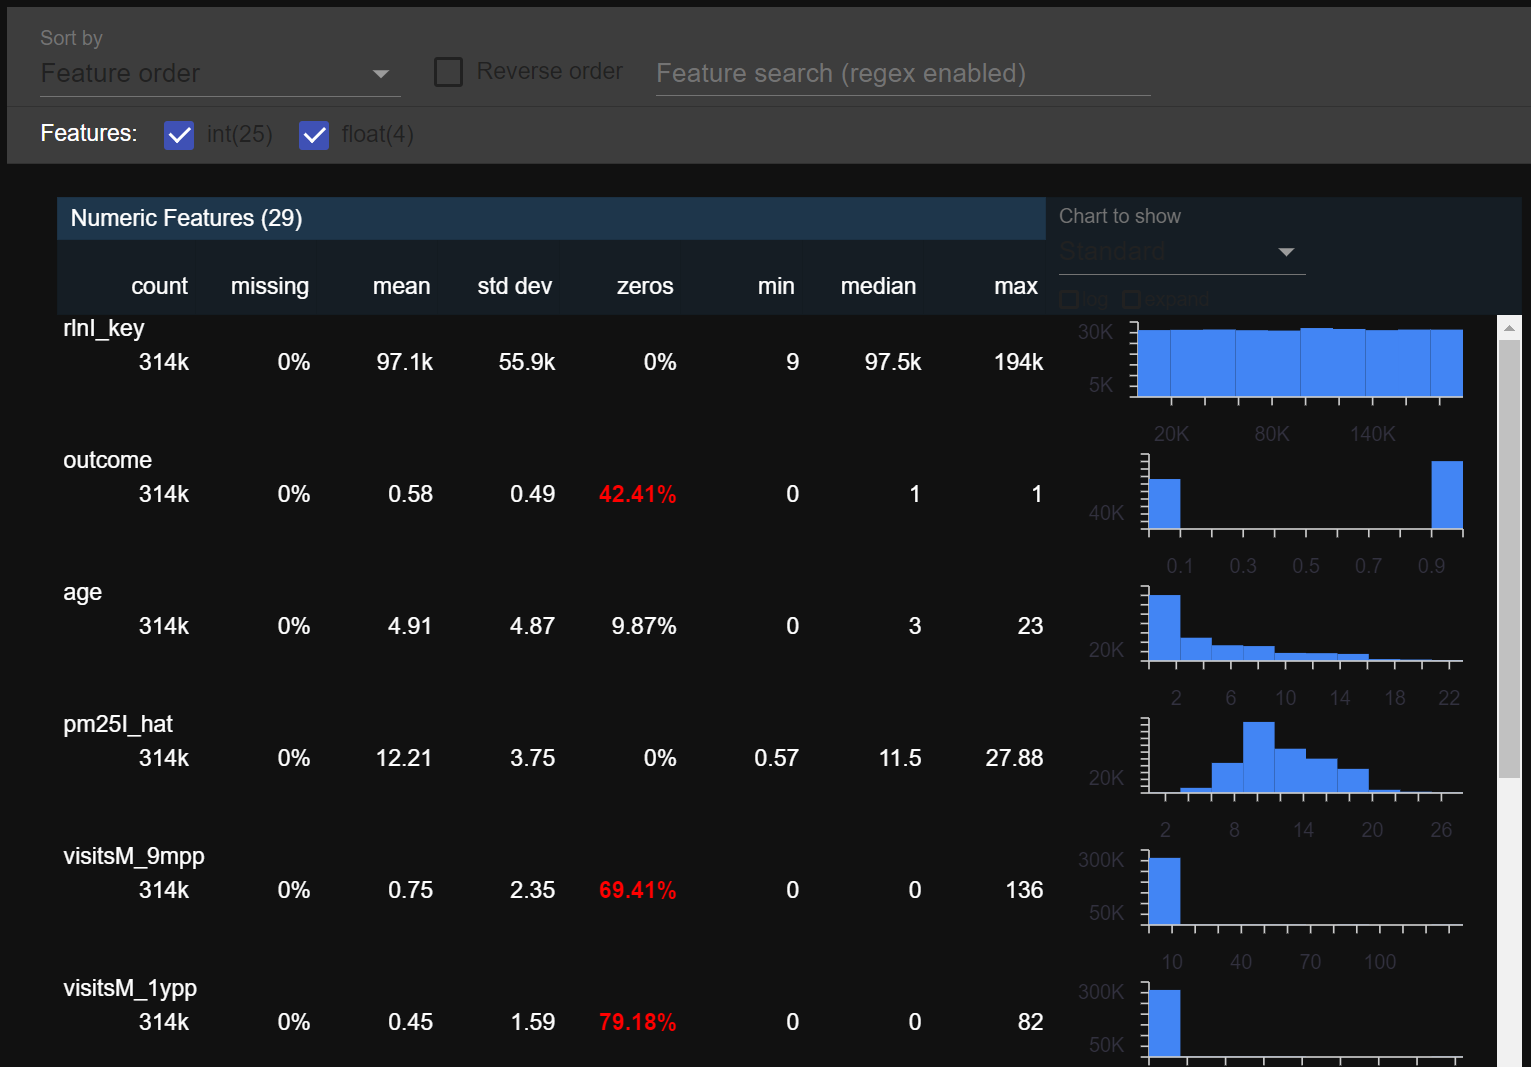 Sort by
Feature order
Reverse order
Feature search (regex enabled)
Features: int(25) float(4)
Numeric Features (29)
Chart to show
Standard
count missing mean std dev zeros min median max
log expand
rlnl_key
314k 0% 97.1k 55.9k 0% 9 97.5k 194k
30K
5K
20K 80K 140K
outcome
314k 0% 0.58 0.49 42.41% 0 1 1
40K
0.1 0.3 0.5 0.7 0.9
age
314k 0% 4.91 4.87 9.87% 0 3 23
20K
2 6 10 14 18 22
pm25l_hat
314k 0% 12.21 3.75 0% 0.57 11.5 27.88
20K
2 8 14 20 26
visitsM_9mpp
314k 0% 0.75 2.35 69.41% 0 0 136
300K
50K
10 40 70 100
visitsM_1ypp
314k 0% 0.45 1.59 79.18% 0 0 82
300K
50K